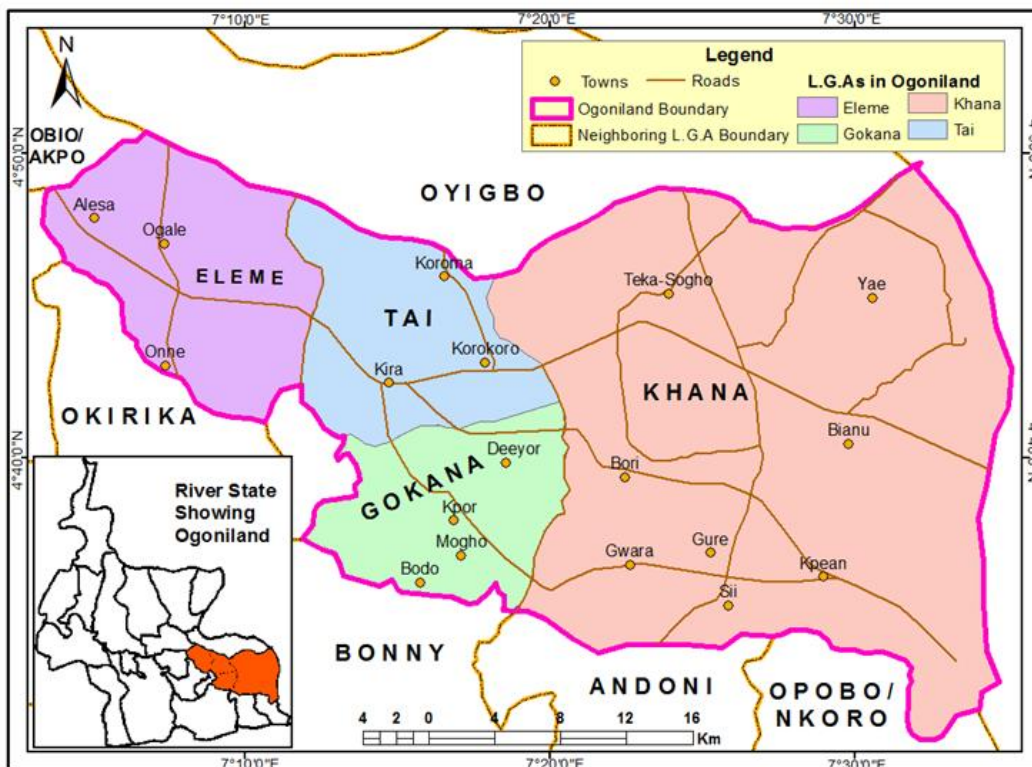 7°10'0"E
7°20'0"E
7°30'0"E
N
Legend
Towns
Roads
Ogoniland Boundary
Neighboring L.G.A Boundary
L.G.As in Ogoniland
Eleme
Khana
Gokana
Tai
4°50'0"N
4°40'0"N
OBIO/
AKPO
OYIGBO
Alesa
Ogale
ELEME
Koroma
TAI
Teka-Sogho
Yae
Onne
Kira
Korokoro
KHANA
OKIRIKA
Bianu
Deeyor
GOKANA
Bori
Kpor
Mogho
Bodo
Gwara
Gure
Kpean
Sii
River State
Showing
Ogoniland
BONNY
ANDONI
OPOBO/
NKORO
4 2 0 4 8 12 16
Km
7°10'0"E
7°20'0"E
7°30'0"E